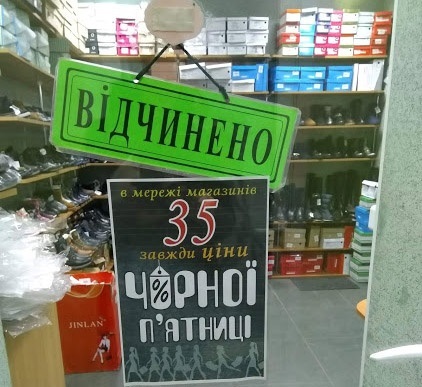 ВІДЧИНЕНО
в мережі магазинів
35
завжди ціни
ЧОРНОЇ
%
П'ЯТНИЦІ
JINLAN